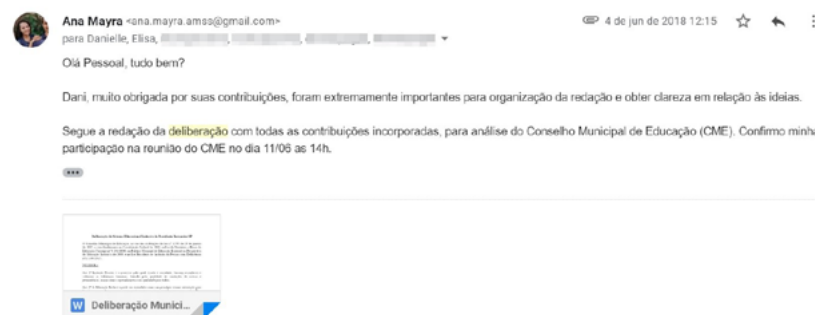 Ana Mayra <ana.mayra.amss@gmail.com>
4 de jun de 2018 12:15
para Danielle, Elisa,
Olá Pessoal, tudo bem?
Dani, muito obrigada por suas contribuições, foram extremamente importantes para organização da redação e obter clareza em relação às ideias.
Segue a redação da deliberação com todas as contribuições incorporadas, para análise do Conselho Municipal de Educação (CME). Confirmo minha
participação na reunião do CME no dia 11/06 as 14h.
W Deliberação Munici...